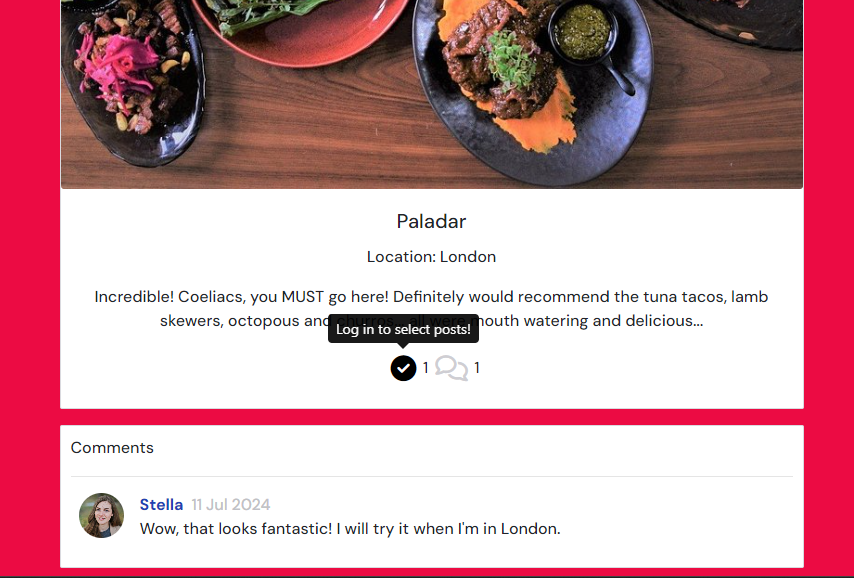 Paladar
Location: London
Incredible! Coeliacs, you MUST go here! Definitely would recommend the tuna tacos, lamb
skewers, octopous and churros... all were mouth watering and delicious...
Log in to select posts!
1 1
Comments
Stella 11 Jul 2024
Wow, that looks fantastic! I will try it when I'm in London.